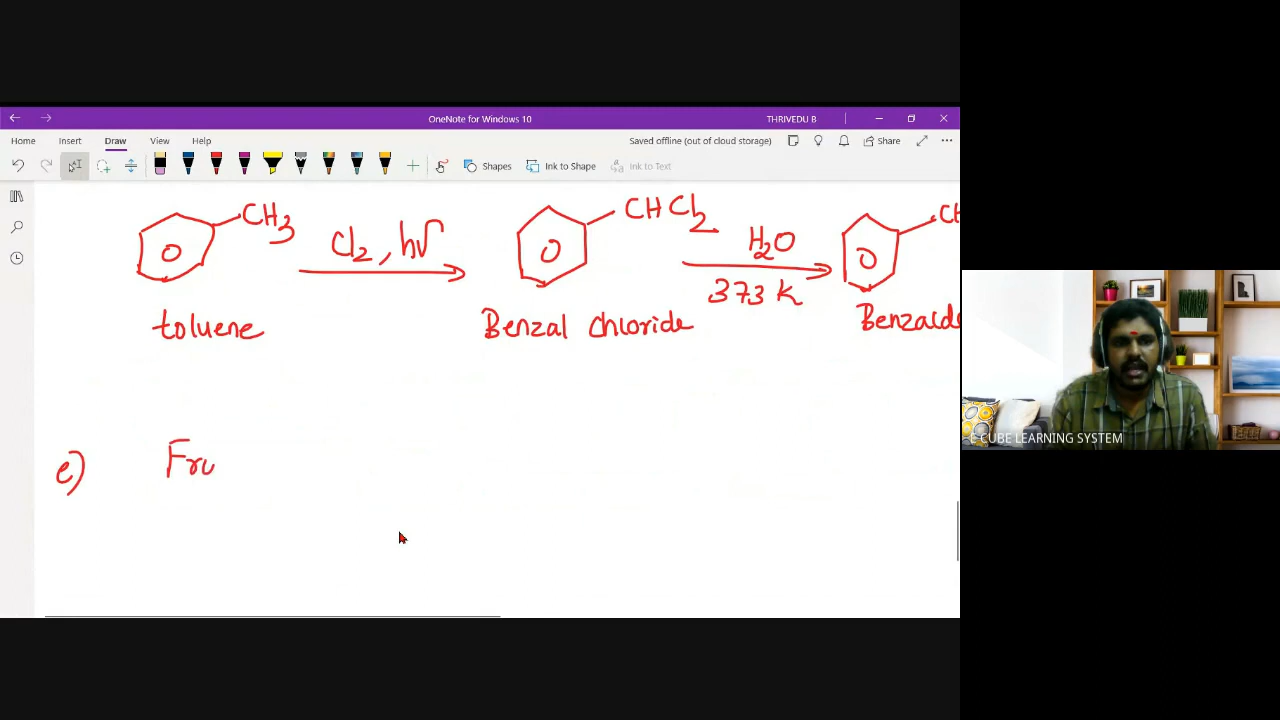 OneNote for Windows 10
THRIVEDU B
Home Insert Draw View Help
Saved offline (out of cloud storage)
Share
Shapes
Ink to Shape
Ink to Text
CH3
Cl2, hν
CHCl2
H2O
373 K
toluene
Benzal chloride
e) Fru
E CUBE LEARNING SYSTEM